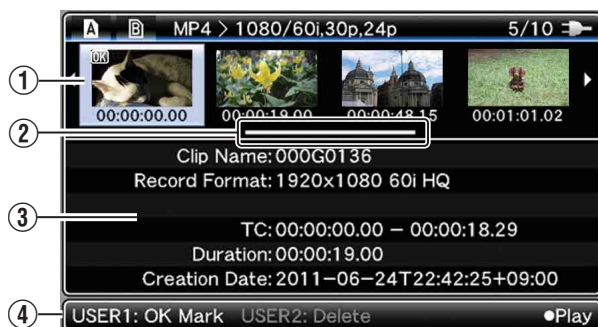 A B MP4 > 1080/60i,30p,24p 5/10
OK
00:00:00.00 00:00:19.00 00:00:48.15 00:01:01.02
Clip Name: 000G0136
Record Format: 1920x1080 60i HQ
TC: 00:00:00.00 – 00:00:18.29
Duration: 00:00:19.00
Creation Date: 2011-06-24T22:42:25+09:00
USER1: OK Mark USER2: Delete ●Play
1
2
3
4